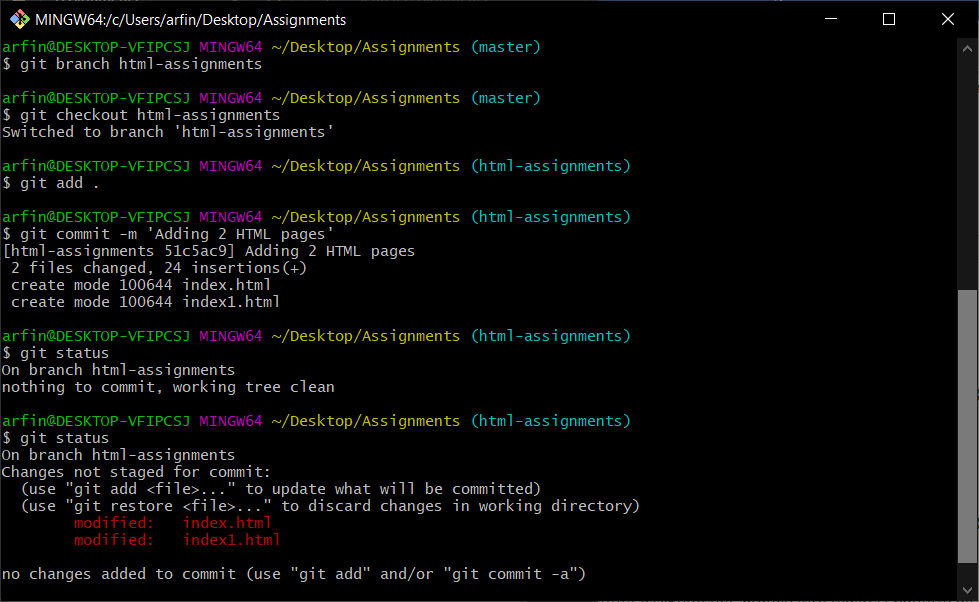 MINGW64:/c/Users/arfin/Desktop/Assignments
arfin@DESKTOP-VFIPCSJ MINGW64 ~/Desktop/Assignments (master)
$ git branch html-assignments
arfin@DESKTOP-VFIPCSJ MINGW64 ~/Desktop/Assignments (master)
$ git checkout html-assignments
Switched to branch 'html-assignments'
arfin@DESKTOP-VFIPCSJ MINGW64 ~/Desktop/Assignments (html-assignments)
$ git add .
arfin@DESKTOP-VFIPCSJ MINGW64 ~/Desktop/Assignments (html-assignments)
$ git commit -m 'Adding 2 HTML pages'
[html-assignments 51c5ac9] Adding 2 HTML pages
2 files changed, 24 insertions(+)
create mode 100644 index.html
create mode 100644 index1.html
arfin@DESKTOP-VFIPCSJ MINGW64 ~/Desktop/Assignments (html-assignments)
$ git status
On branch html-assignments
nothing to commit, working tree clean
arfin@DESKTOP-VFIPCSJ MINGW64 ~/Desktop/Assignments (html-assignments)
$ git status
On branch html-assignments
Changes not staged for commit:
(use "git add <file>..." to update what will be committed)
(use "git restore <file>..." to discard changes in working directory)
modified: index.html
modified: index1.html
no changes added to commit (use "git add" and/or "git commit -a")